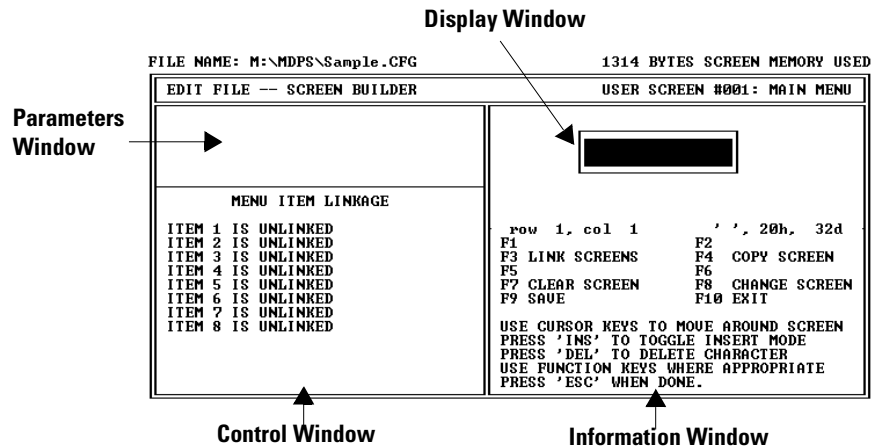 Display Window
FILE NAME: M:\MDPS\Sample.CFG
1314 BYTES SCREEN MEMORY USED
EDIT FILE -- SCREEN BUILDER
USER SCREEN #001: MAIN MENU
Parameters
Window
MENU ITEM LINKAGE
ITEM 1 IS UNLINKED
ITEM 2 IS UNLINKED
ITEM 3 IS UNLINKED
ITEM 4 IS UNLINKED
ITEM 5 IS UNLINKED
ITEM 6 IS UNLINKED
ITEM 7 IS UNLINKED
ITEM 8 IS UNLINKED
row 1, col 1 ' ', 20h, 32d
F1 F2
F3 LINK SCREENS F4 COPY SCREEN
F5 F6
F7 CLEAR SCREEN F8 CHANGE SCREEN
F9 SAVE F10 EXIT
USE CURSOR KEYS TO MOVE AROUND SCREEN
PRESS 'INS' TO TOGGLE INSERT MODE
PRESS 'DEL' TO DELETE CHARACTER
USE FUNCTION KEYS WHERE APPROPRIATE
PRESS 'ESC' WHEN DONE.
Control Window
Information Window